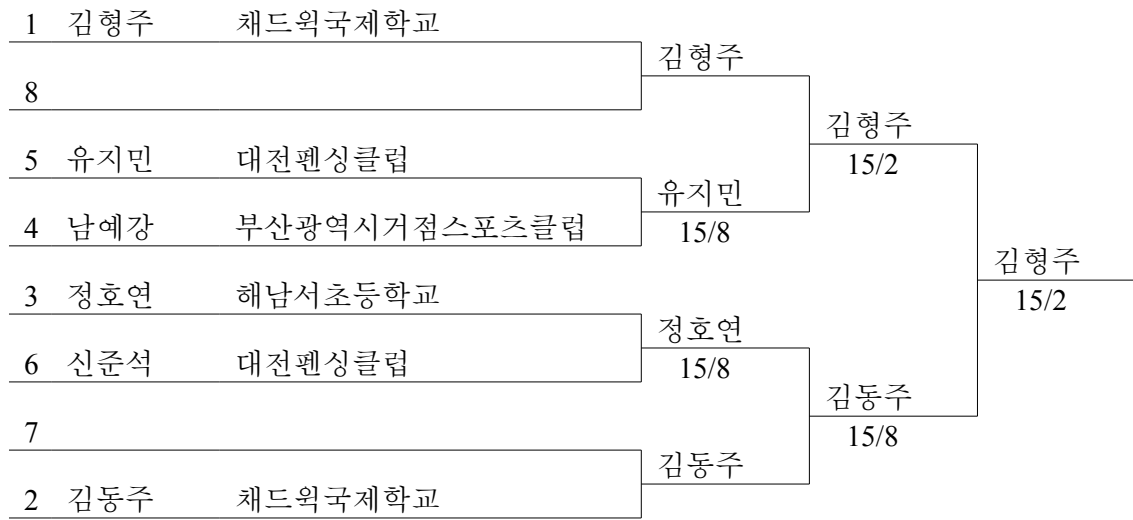 1 김형주 채드윅국제학교
김형주
8
김형주
5 유지민 대전펜싱클럽
15/2
유지민
4 남예강 부산광역시거점스포츠클럽
15/8
김형주
3 정호연 해남서초등학교
15/2
정호연
6 신준석 대전펜싱클럽
15/8
김동주
7
15/8
김동주
2 김동주 채드윅국제학교